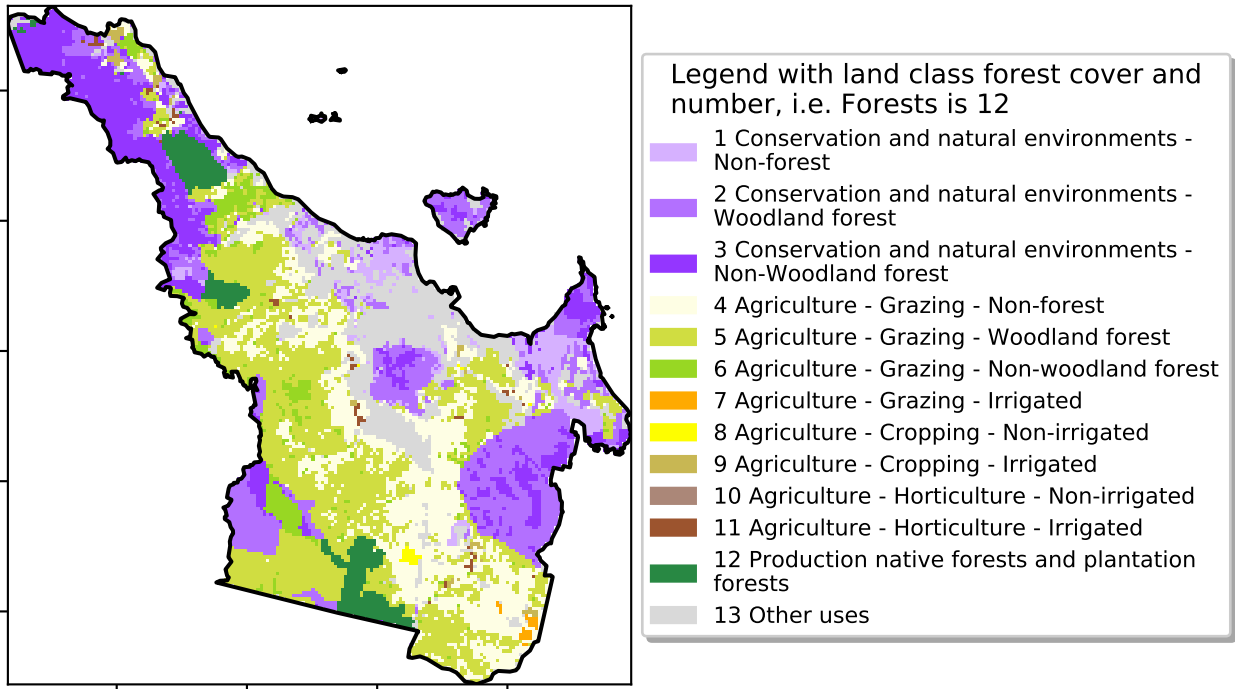 Legend with land class forest cover and
number, i.e. Forests is 12
1 Conservation and natural environments -
Non-forest
2 Conservation and natural environments -
Woodland forest
3 Conservation and natural environments -
Non-Woodland forest
4 Agriculture - Grazing - Non-forest
5 Agriculture - Grazing - Woodland forest
6 Agriculture - Grazing - Non-woodland forest
7 Agriculture - Grazing - Irrigated
8 Agriculture - Cropping - Non-irrigated
9 Agriculture - Cropping - Irrigated
10 Agriculture - Horticulture - Non-irrigated
11 Agriculture - Horticulture - Irrigated
12 Production native forests and plantation
forests
13 Other uses